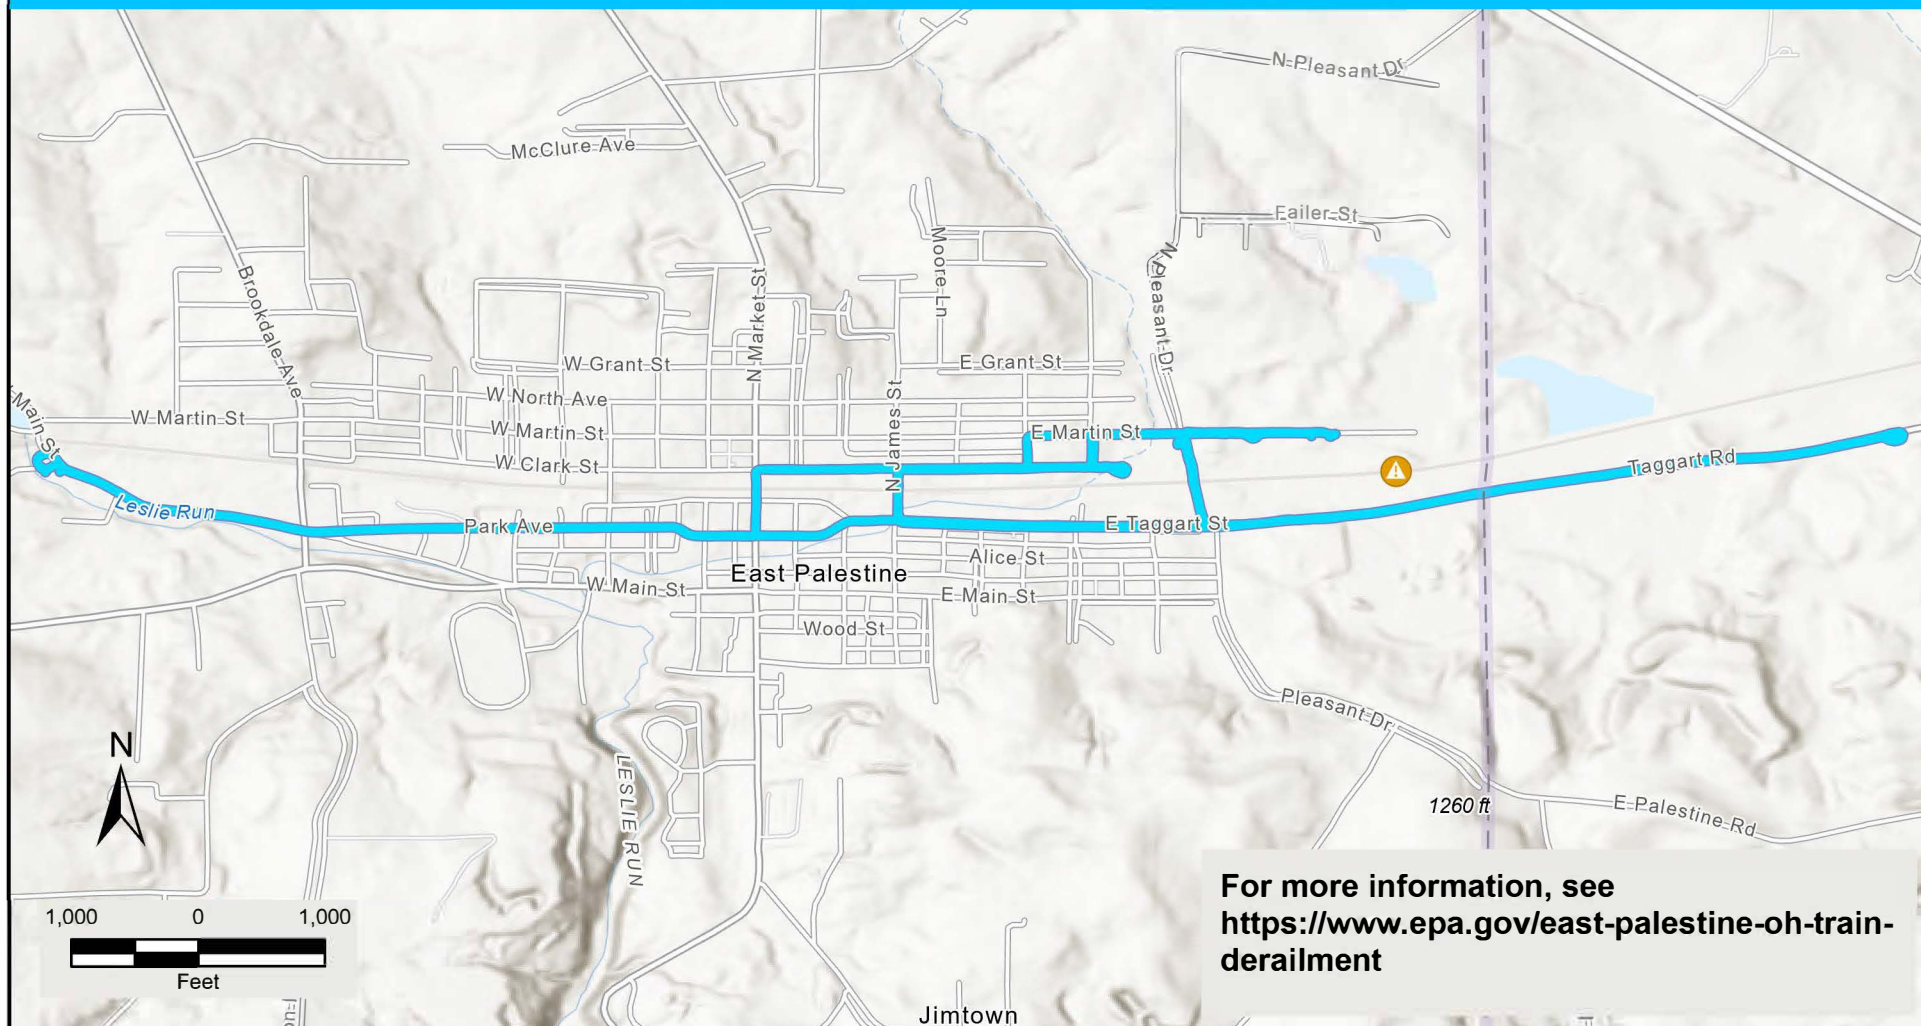 N Pleasant Dr
McClure Ave
Failer St
Moore Ln
N Pleasant Dr
Brookdale Ave
N Market St
W Grant St
E Grant St
W North Ave
N James St
Main St
W Martin St
W Martin St
E Martin St
W Clark St
Taggart Rd
Leslie Run
Park Ave
E Taggart St
Alice St
East Palestine
W Main St
E Main St
Wood St
Pleasant Dr
N
LESLIE RUN
1260 ft
E Palestine Rd
For more information, see
https://www.epa.gov/east-palestine-oh-train-
derailment
1,000 0 1,000
Feet
Jimtown